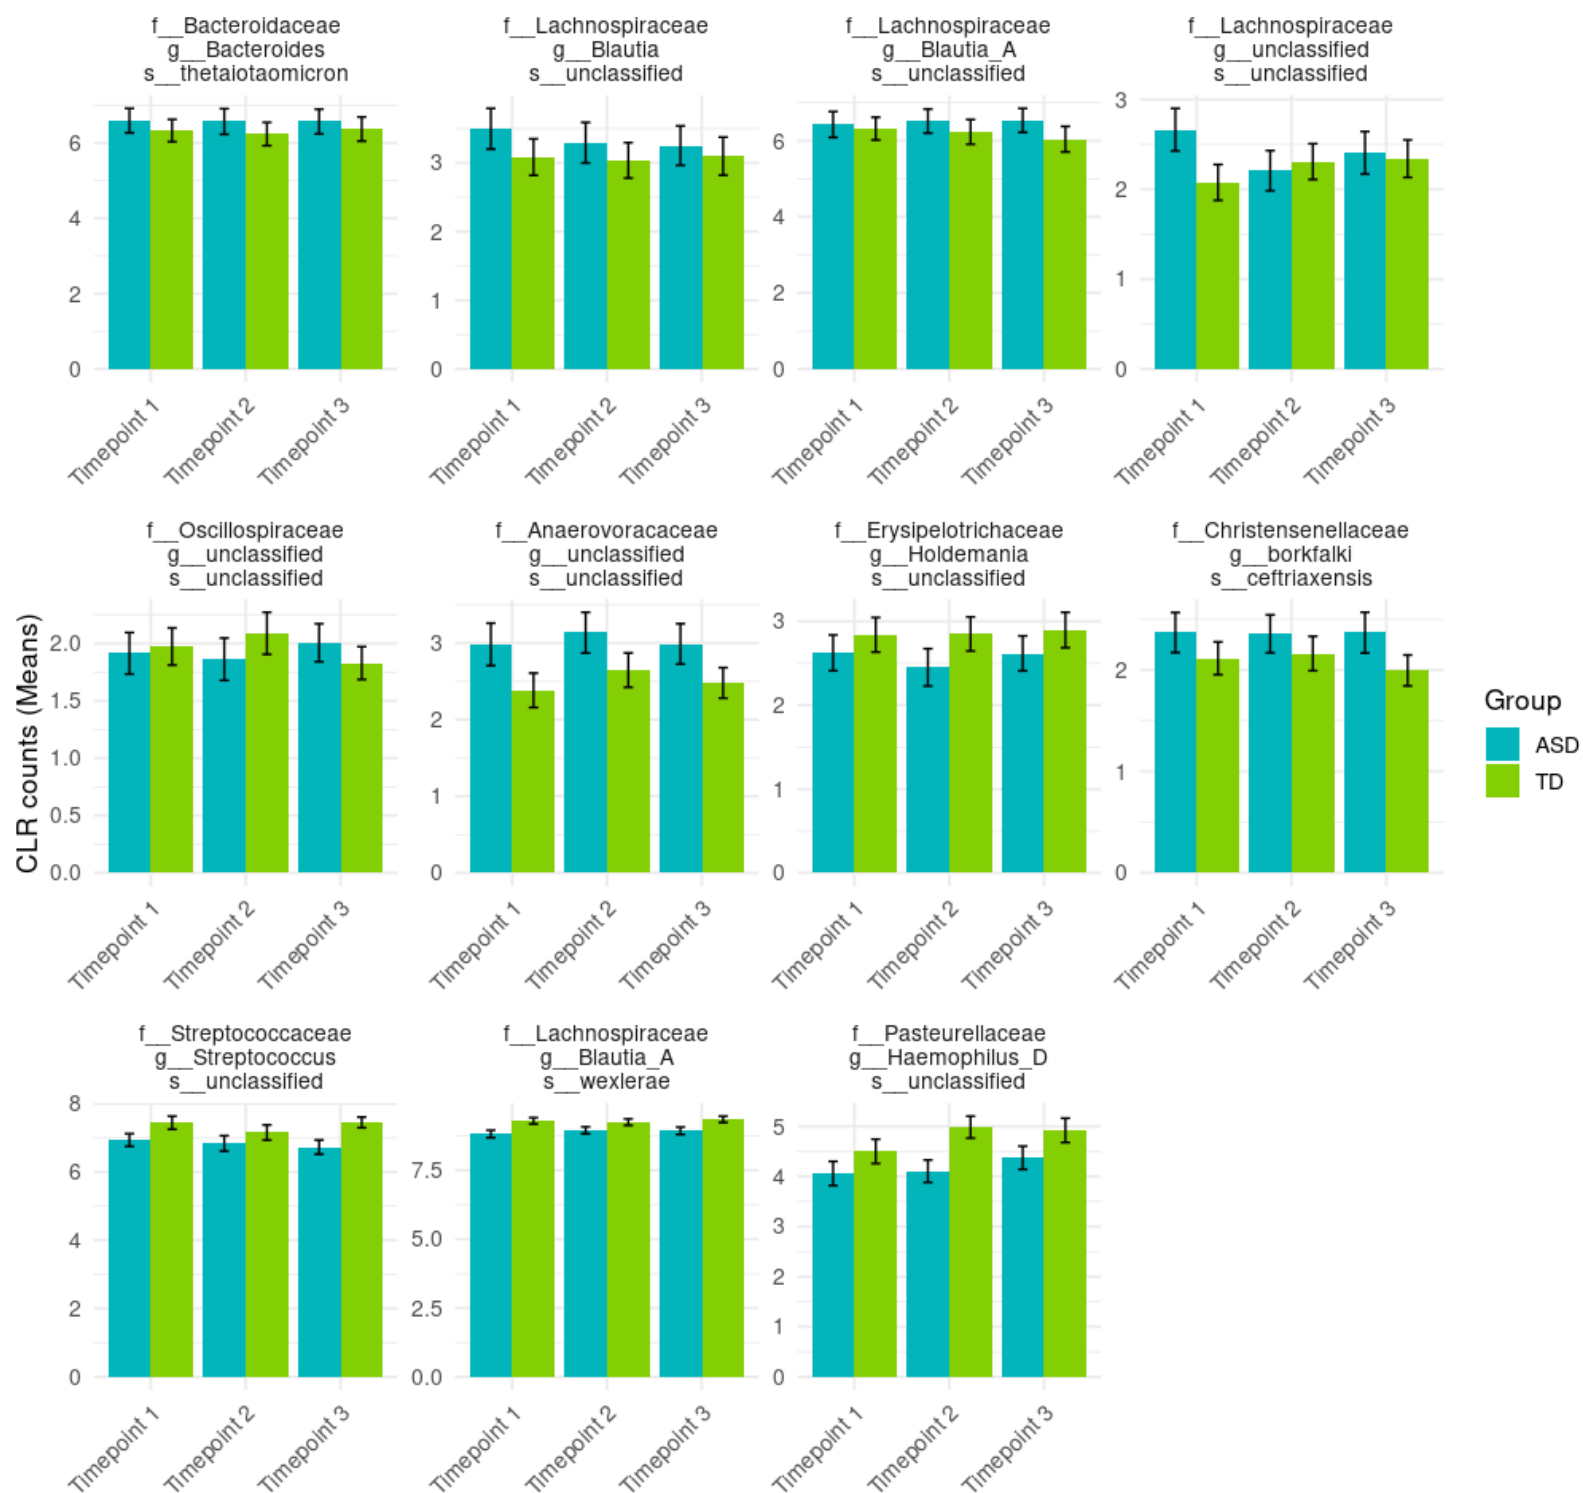 f__Bacteroidaceae
g__Bacteroides
s__thetaiotaomicron
f__Lachnospiraceae
g__Blautia
s__unclassified
f__Lachnospiraceae
g__Blautia_A
s__unclassified
f__Lachnospiraceae
g__unclassified
s__unclassified
6
4
2
0
Timepoint 1
Timepoint 2
Timepoint 3
3
2
1
0
Timepoint 1
Timepoint 2
Timepoint 3
6
4
2
0
Timepoint 1
Timepoint 2
Timepoint 3
3
2
1
0
Timepoint 1
Timepoint 2
Timepoint 3
CLR counts (Means)
f__Oscillospiraceae
g__unclassified
s__unclassified
f__Anaerovoracaceae
g__unclassified
s__unclassified
f__Erysipelotrichaceae
g__Holdemania
s__unclassified
f__Christensenellaceae
g__borkfalki
s__ceftriaxensis
2.0
1.5
1.0
0.5
0.0
Timepoint 1
Timepoint 2
Timepoint 3
3
2
1
0
Timepoint 1
Timepoint 2
Timepoint 3
3
2
1
0
Timepoint 1
Timepoint 2
Timepoint 3
2
1
0
Timepoint 1
Timepoint 2
Timepoint 3
Group
ASD
TD
f__Streptococcaceae
g__Streptococcus
s__unclassified
f__Lachnospiraceae
g__Blautia_A
s__wexlerae
f__Pasteurellaceae
g__Haemophilus_D
s__unclassified
8
6
4
2
0
Timepoint 1
Timepoint 2
Timepoint 3
7.5
5.0
2.5
0.0
Timepoint 1
Timepoint 2
Timepoint 3
5
4
3
2
1
0
Timepoint 1
Timepoint 2
Timepoint 3